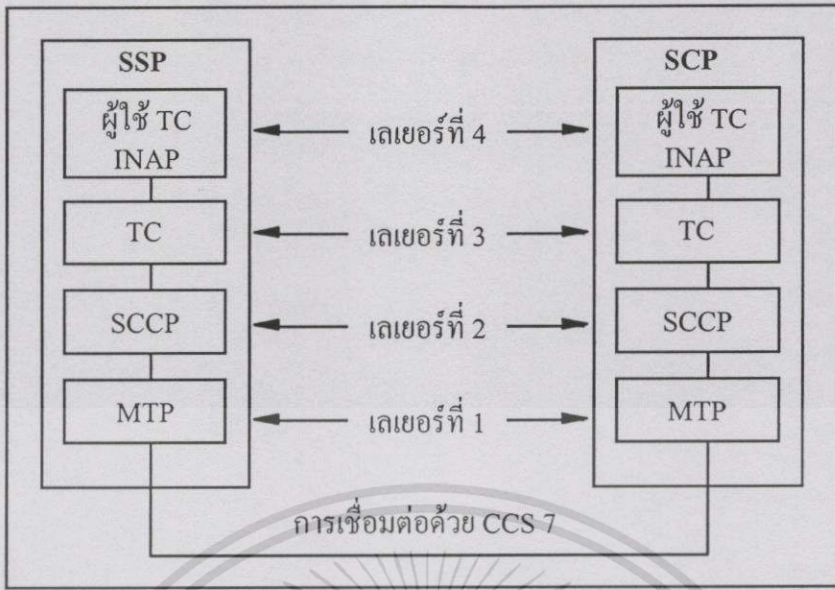 SSP
SCP
ผู้ใช้ TC
INAP
เลเยอร์ที่ 4
ผู้ใช้ TC
INAP
TC
เลเยอร์ที่ 3
TC
SCCP
เลเยอร์ที่ 2
SCCP
MTP
เลเยอร์ที่ 1
MTP
การเชื่อมต่อด้วย CCS 7